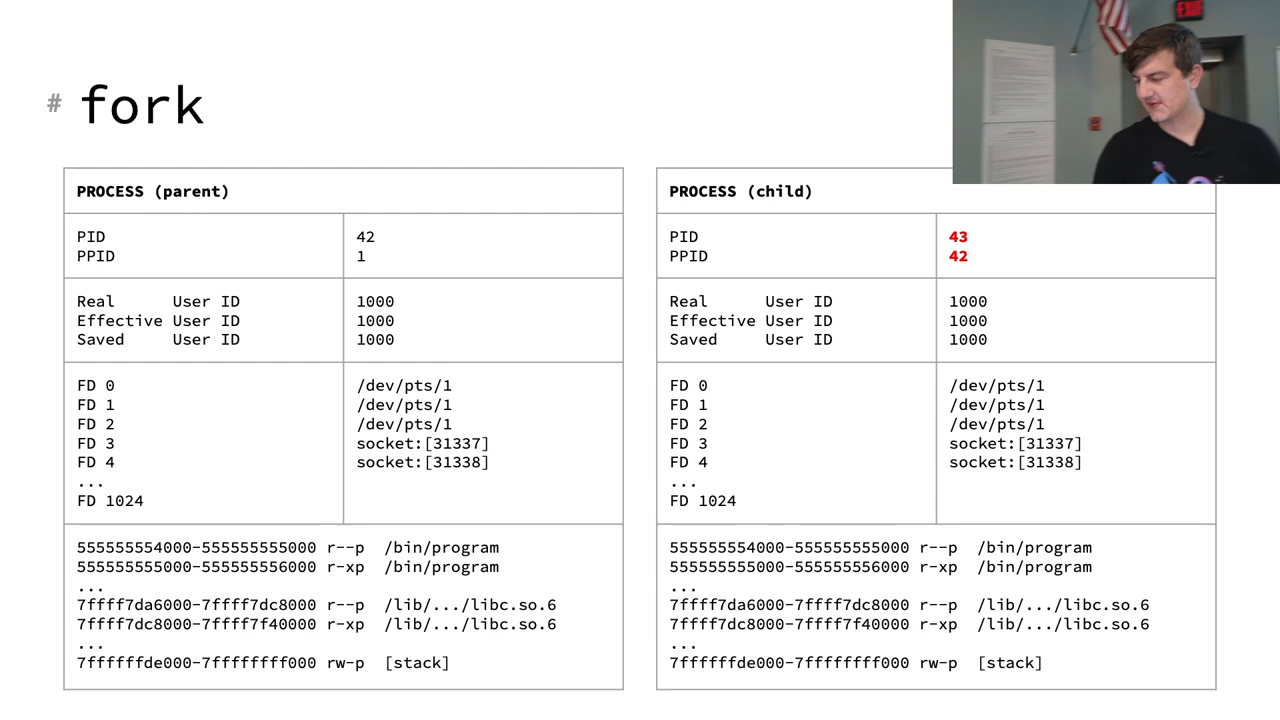 # fork
PROCESS (parent)
PID 42
PPID 1
Real User ID 1000
Effective User ID 1000
Saved User ID 1000
FD 0 /dev/pts/1
FD 1 /dev/pts/1
FD 2 /dev/pts/1
FD 3 socket:[31337]
FD 4 socket:[31338]
...
FD 1024
555555554000-555555555000 r--p /bin/program
555555555000-555555556000 r-xp /bin/program
...
7ffff7da6000-7ffff7dc8000 r--p /lib/.../libc.so.6
7ffff7dc8000-7ffff7f40000 r-xp /lib/.../libc.so.6
...
7ffffffde000-7ffffffff000 rw-p [stack]
PROCESS (child)
PID 43
PPID 42
Real User ID 1000
Effective User ID 1000
Saved User ID 1000
FD 0 /dev/pts/1
FD 1 /dev/pts/1
FD 2 /dev/pts/1
FD 3 socket:[31337]
FD 4 socket:[31338]
...
FD 1024
555555554000-555555555000 r--p /bin/program
555555555000-555555556000 r-xp /bin/program
...
7ffff7da6000-7ffff7dc8000 r--p /lib/.../libc.so.6
7ffff7dc8000-7ffff7f40000 r-xp /lib/.../libc.so.6
...
7ffffffde000-7ffffffff000 rw-p [stack]
EXIT